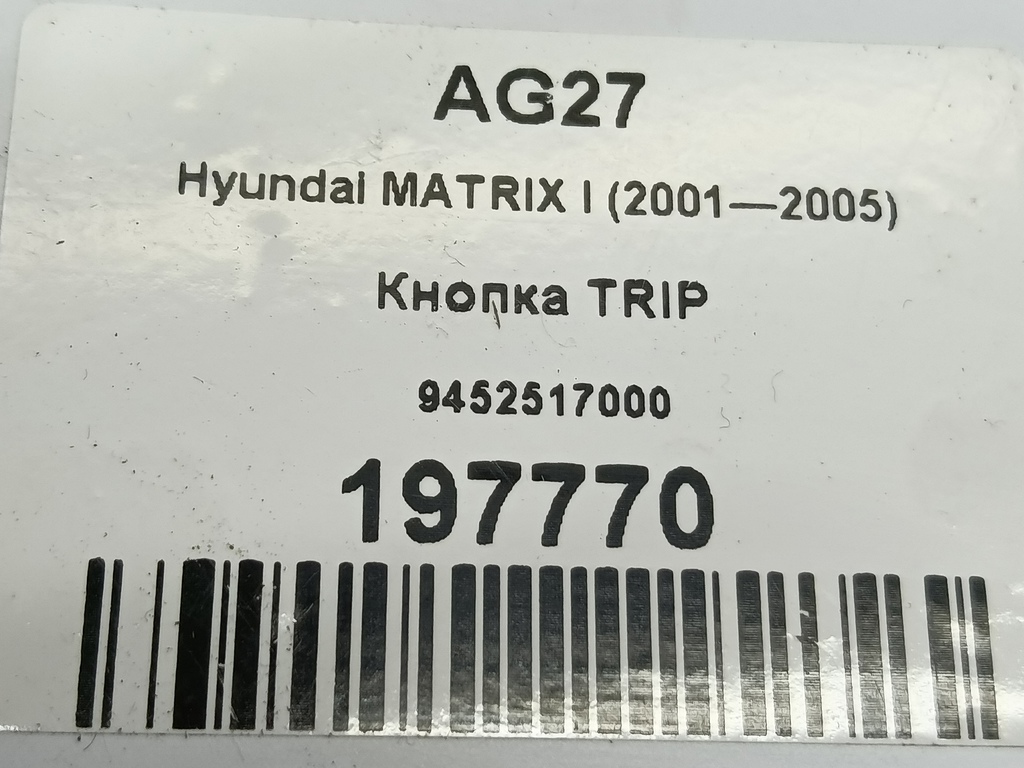 AG27
Hyundai MATRIX I (2001—2005)
Кнопка TRIP
9452517000
197770